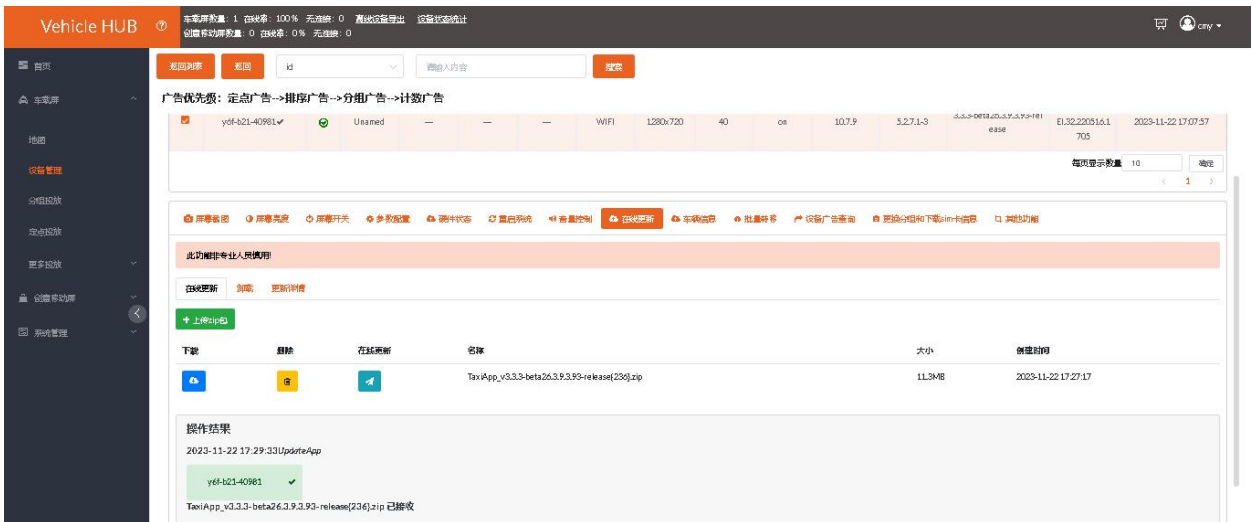 Vehicle HUB
车载屏数量: 1 在线率: 100% 无连接: 0 离线设备导出 设备状态统计
创意移动屏数量: 0 在线率: 0% 无连接: 0
cmy
首页
车载屏
地图
设备管理
分组投放
定点投放
更多投放
创意移动屏
系统管理
返回列表 返回 id 请输入内容 搜索
广告优先级: 定点广告-->排序广告-->分组广告-->计数广告
y6f-b21-40981 Unamed — — — WIFI 1280x720 40 on 10.7.9 5.2.7.1-3 3.3.3-beta26.3.9.3.93-release EI.32.220516.1705 2023-11-22 17:07:57
每页显示数量 10 确定
1
屏幕截图 屏幕亮度 屏幕开关 参数配置 硬件状态 重启系统 音量控制 在线更新 车辆信息 批量转移 设备广告查询 更换分组和下载sim卡信息 其他功能
此功能非专业人员慎用!
在线更新 卸载 更新详情
+ 上传zip包
下载 删除 在线更新 名称 大小 创建时间
TaxiApp_v3.3.3-beta26.3.9.3.93-release(236).zip 11.3MB 2023-11-22 17:27:17
操作结果
2023-11-22 17:29:33UpdateApp
y6f-b21-40981
TaxiApp_v3.3.3-beta26.3.9.3.93-release(236).zip 已接收